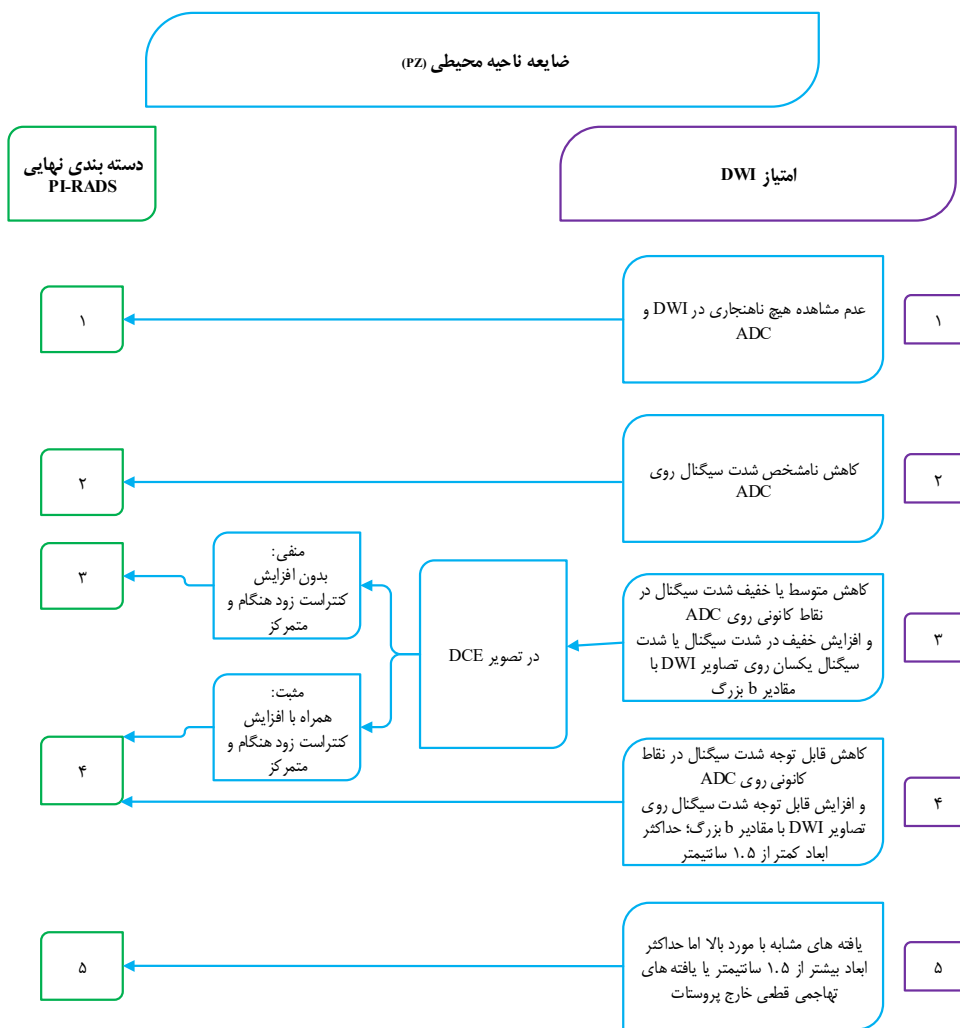 ضایعه ناحیه محیطی (PZ)
امتیاز DWI
دسته بندی نهایی
PI-RADS
۱
عدم مشاهده هیچ ناهنجاری در DWI و
ADC
۱
۲
کاهش نامشخص شدت سیگنال روی
ADC
۲
۳
کاهش متوسط یا خفیف شدت سیگنال در
نقاط کانونی روی ADC
و افزایش خفیف در شدت سیگنال یا شدت
سیگنال یکسان روی تصاویر DWI با
مقادیر b بزرگ
در تصویر DCE
منفی:
بدون افزایش
کنتراست زود هنگام و
متمرکز
۳
مثبت:
همراه با افزایش
کنتراست زود هنگام و
متمرکز
۴
۴
کاهش قابل توجه شدت سیگنال در نقاط
کانونی روی ADC
و افزایش قابل توجه شدت سیگنال روی
تصاویر DWI با مقادیر b بزرگ؛ حداکثر
ابعاد کمتر از ۱.۵ سانتیمتر
۵
یافته های مشابه با مورد بالا اما حداکثر
ابعاد بیشتر از ۱.۵ سانتیمتر یا یافته های
تهاجمی قطعی خارج پروستات
۵